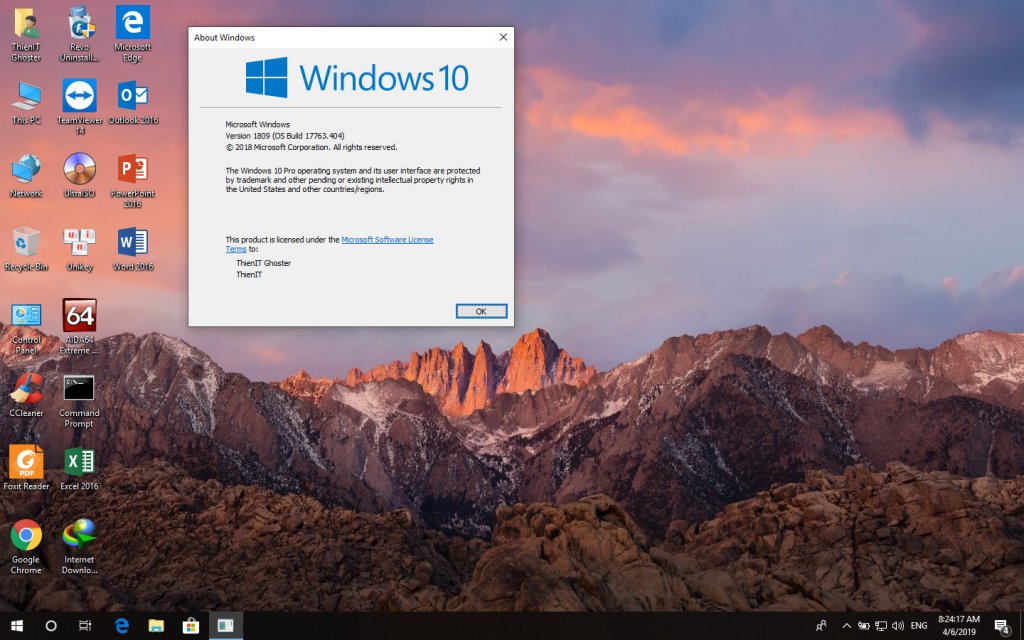 ThienIT
Ghoster
Revo
Uninstall...
Microsoft
Edge
This PC
TeamViewer
14
Outlook 2016
Network
UltraISO
PowerPoint
2016
Recycle Bin
u i
n
Unikey
Word 2016
Control
Panel
64
AIDA64
Extreme ...
CCleaner
Command
Prompt
PDF
Foxit Reader
Excel 2016
Google
Chrome
Internet
Downlo...
About Windows
Windows 10
Microsoft Windows
Version 1809 (OS Build 17763.404)
© 2018 Microsoft Corporation. All rights reserved.
The Windows 10 Pro operating system and its user interface are protected
by trademark and other pending or existing intellectual property rights in
the United States and other countries/regions.
This product is licensed under the Microsoft Software License
Terms to:
ThienIT Ghoster
ThienIT
OK
ENG
8:24:17 AM
4/6/2019
4